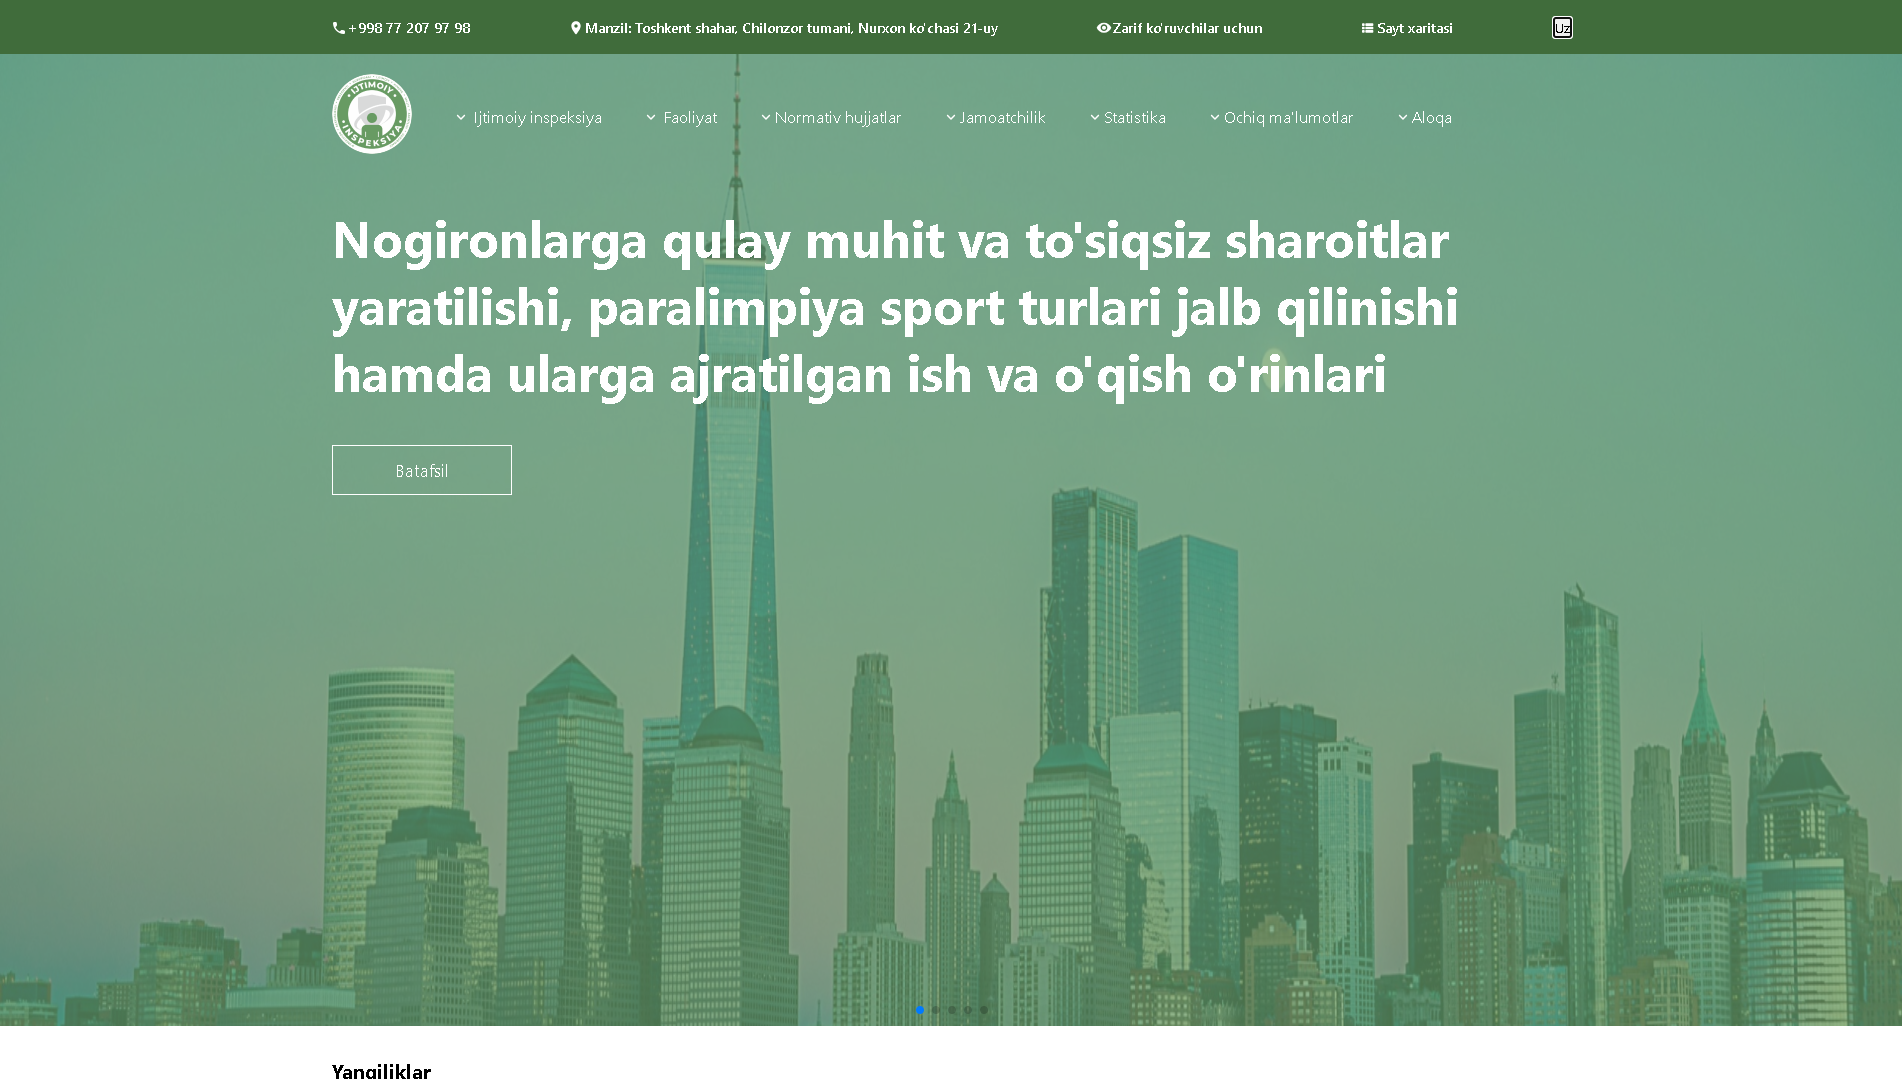 +998 77 207 97 98
Manzil: Toshkent shahar, Chilonzor tumani, Nurxon ko'chasi 21-uy
Zarif ko'ruvchilar uchun
Sayt xaritasi
Uz
IJTIMOIY
INSPEKSIYA
Ijtimoiy inspeksiya
Faoliyat
Normativ hujjatlar
Jamoatchilik
Statistika
Ochiq ma'lumotlar
Aloqa
Nogironlarga qulay muhit va to'siqsiz sharoitlar
yaratilishi, paralimpiya sport turlari jalb qilinishi
hamda ularga ajratilgan ish va o'qish o'rinlari
Batafsil
Yangiliklar